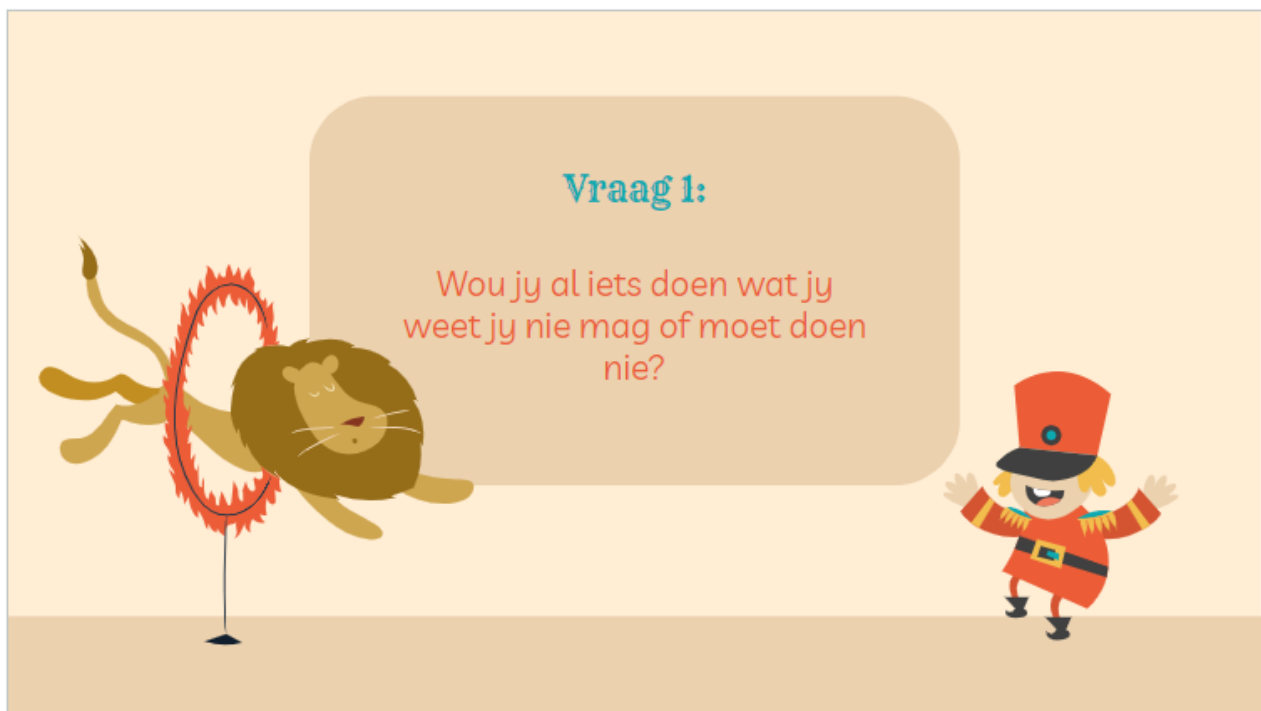 Vraag 1:
Wou jy al iets doen wat jy
weet jy nie mag of moet doen
nie?